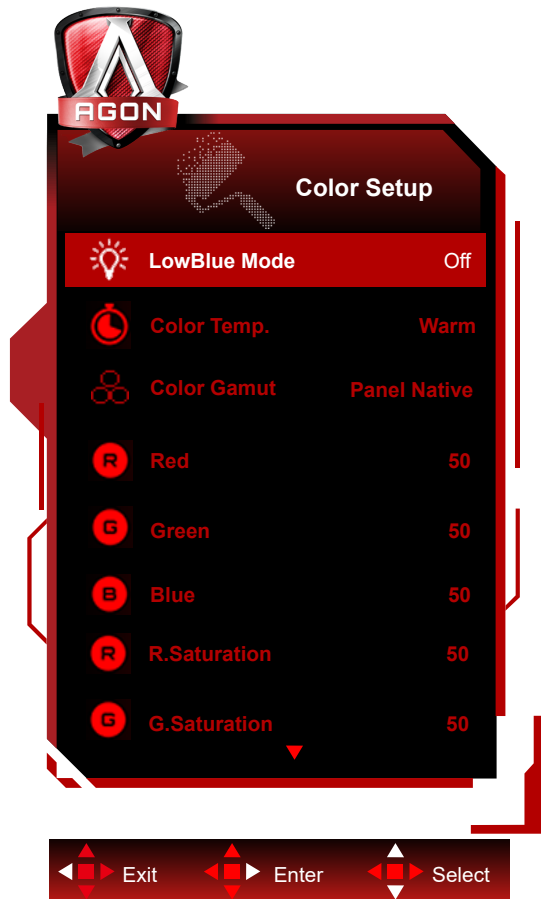 AGON
Color Setup
LowBlue Mode Off
Color Temp. Warm
Color Gamut Panel Native
R Red 50
G Green 50
B Blue 50
R R.Saturation 50
G G.Saturation 50
Exit Enter Select